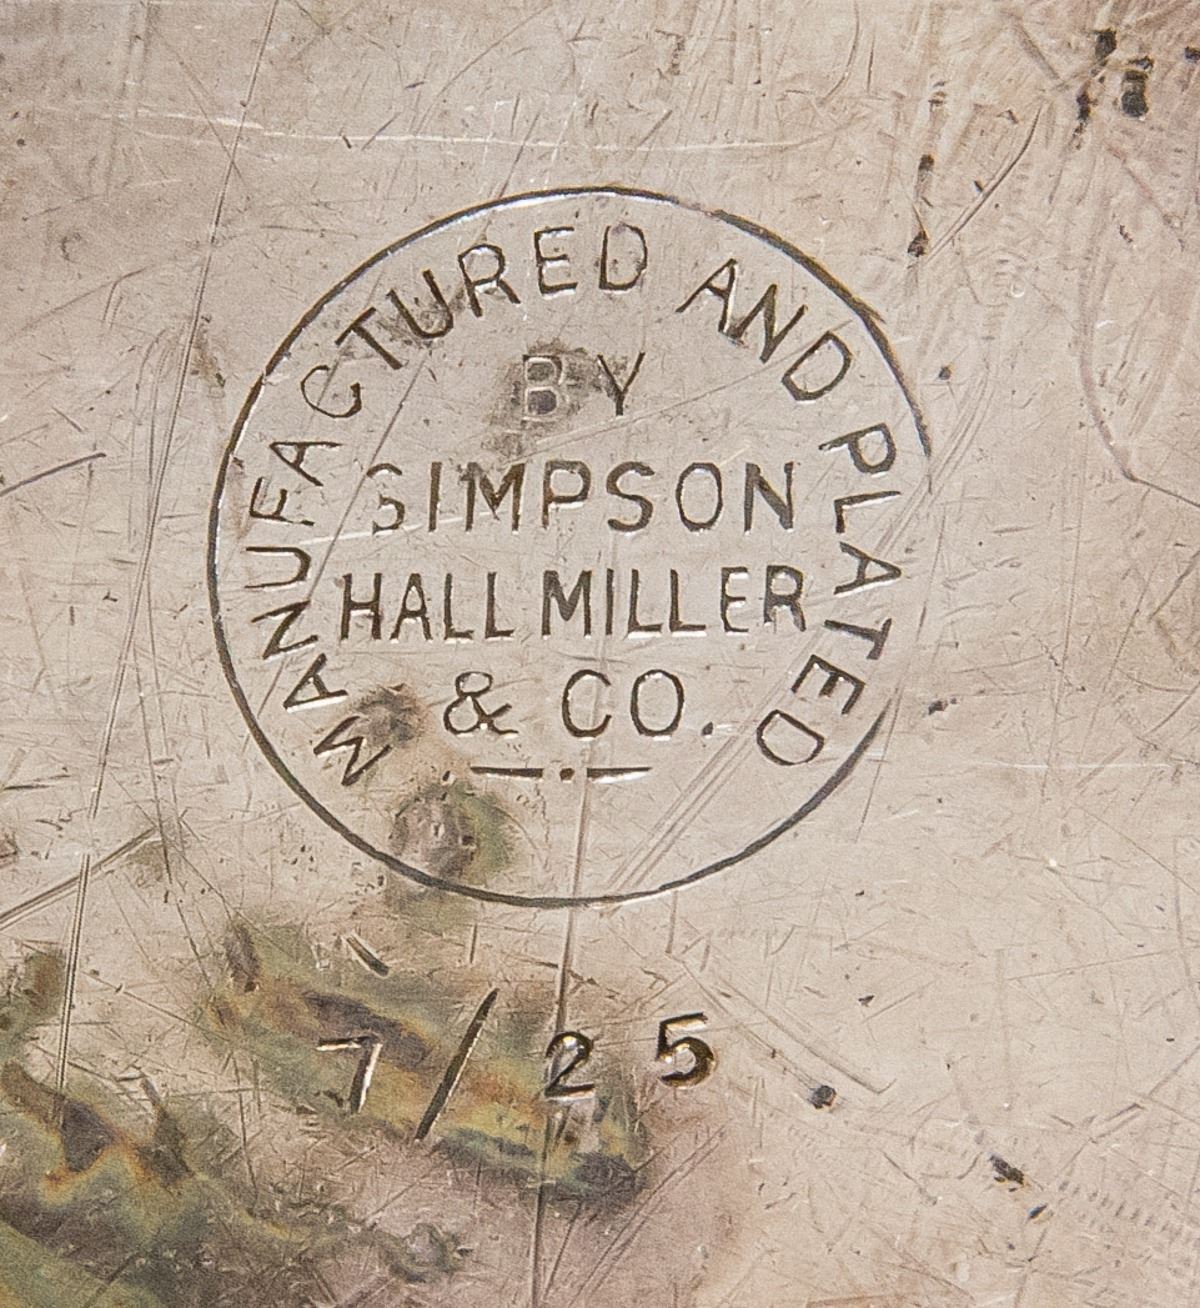 MANUFACTURED AND PLATED
BY
SIMPSON
HALL MILLER
& CO.
7/25